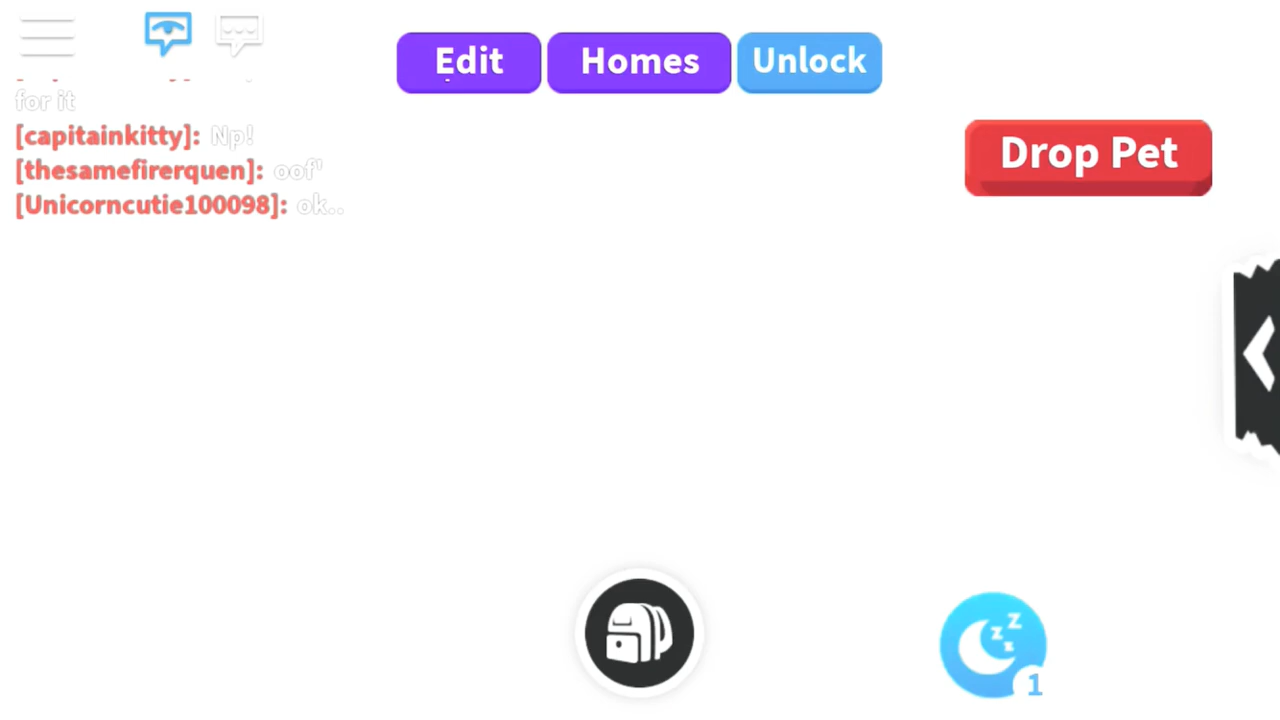 Edit Homes Unlock
for it
[capitainkitty]: Np!
[thesamefirerquen]: oof'
[Unicorncutie100098]: ok..
Drop Pet
1